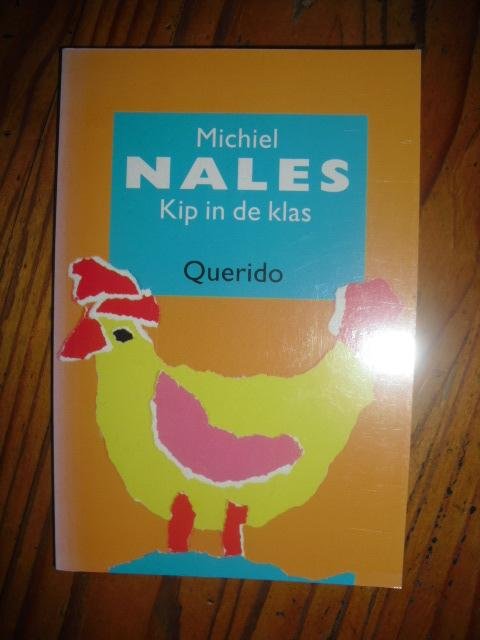 Michiel
NALES
Kip in de klas
Querido